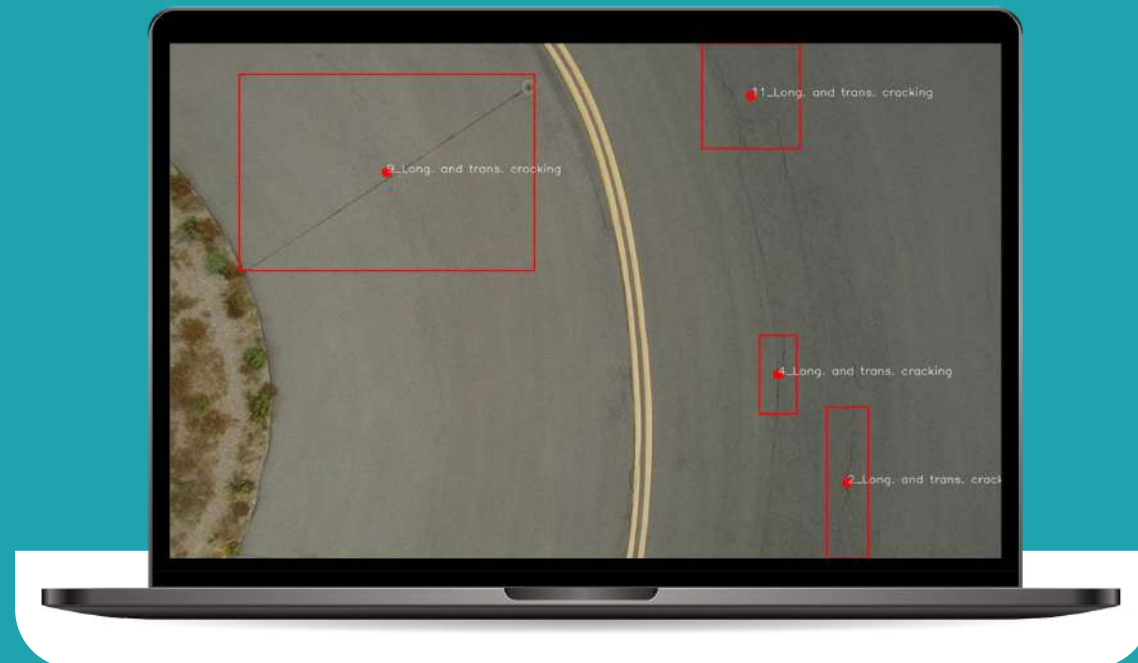 11_Long. and trans. cracking
9_Long. and trans. cracking
4_Long. and trans. cracking
2_Long. and trans. crack